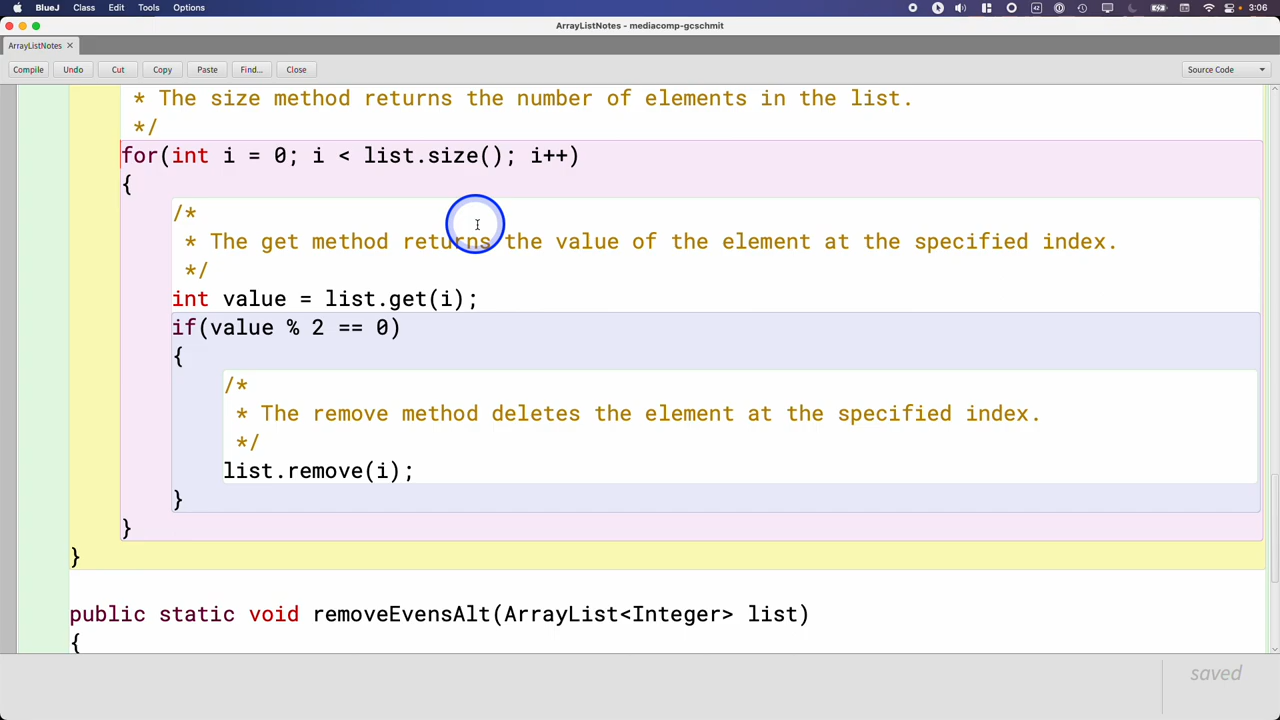 BlueJ Class Edit Tools Options 42 3:06
ArrayListNotes - mediacomp-gcschmit
ArrayListNotes ×
Compile Undo Cut Copy Paste Find... Close Source Code
* The size method returns the number of elements in the list.
*/
for(int i = 0; i < list.size(); i++)
{
/*
* The get method returns the value of the element at the specified index.
*/
int value = list.get(i);
if(value % 2 == 0)
{
/*
* The remove method deletes the element at the specified index.
*/
list.remove(i);
}
}
}
public static void removeEvensAlt(ArrayList<Integer> list)
{
saved